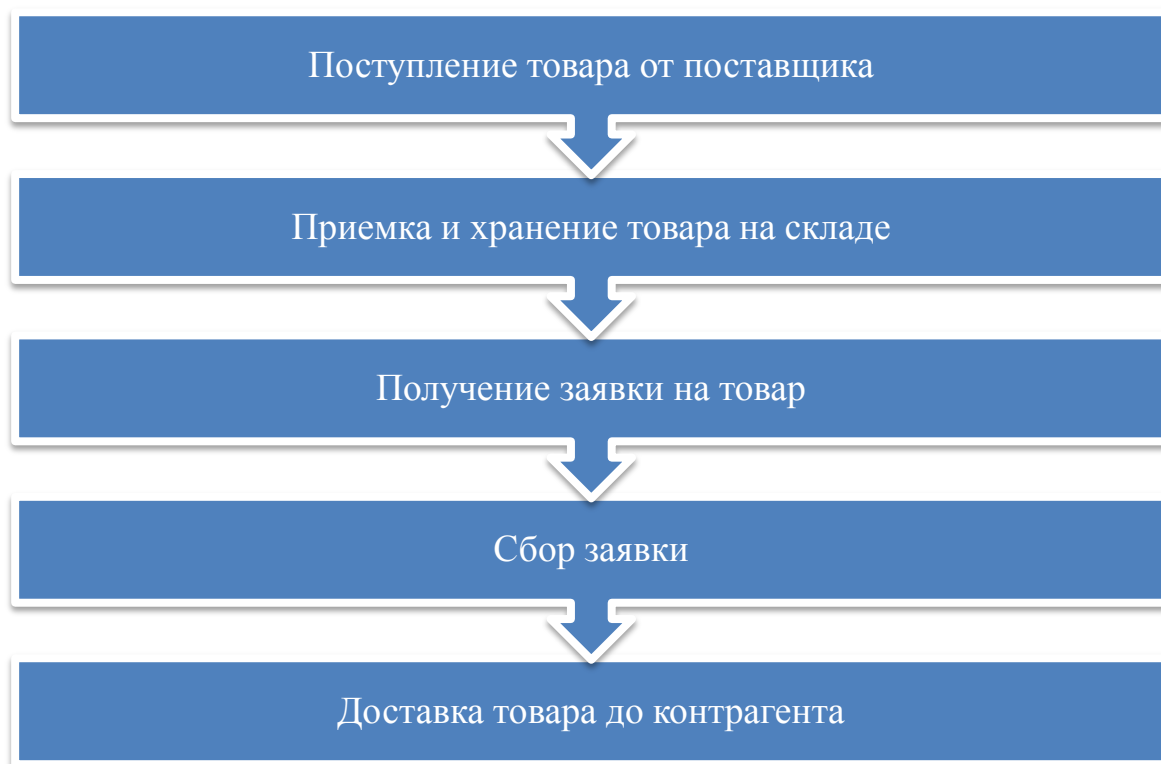 Поступление товара от поставщика
Приемка и хранение товара на складе
Получение заявки на товар
Сбор заявки
Доставка товара до контрагента